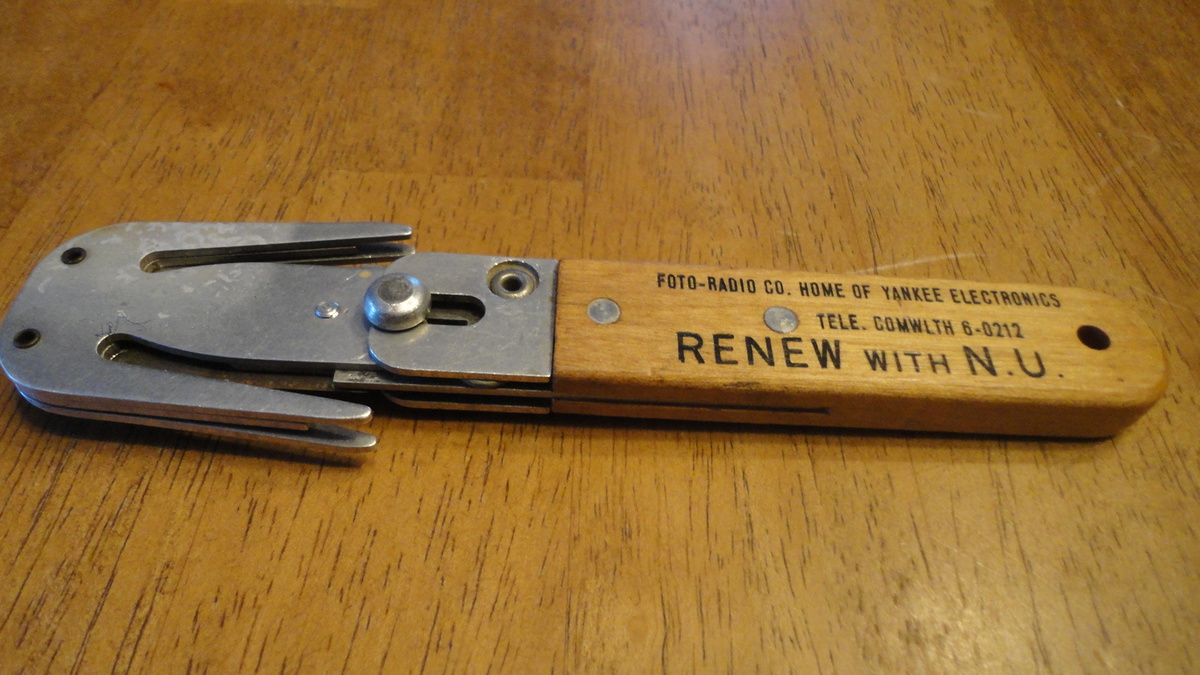 FOTO-RADIO CO. HOME OF YANKEE ELECTRONICS
TELE. COMWLTH 6-0212
RENEW WITH N.U.